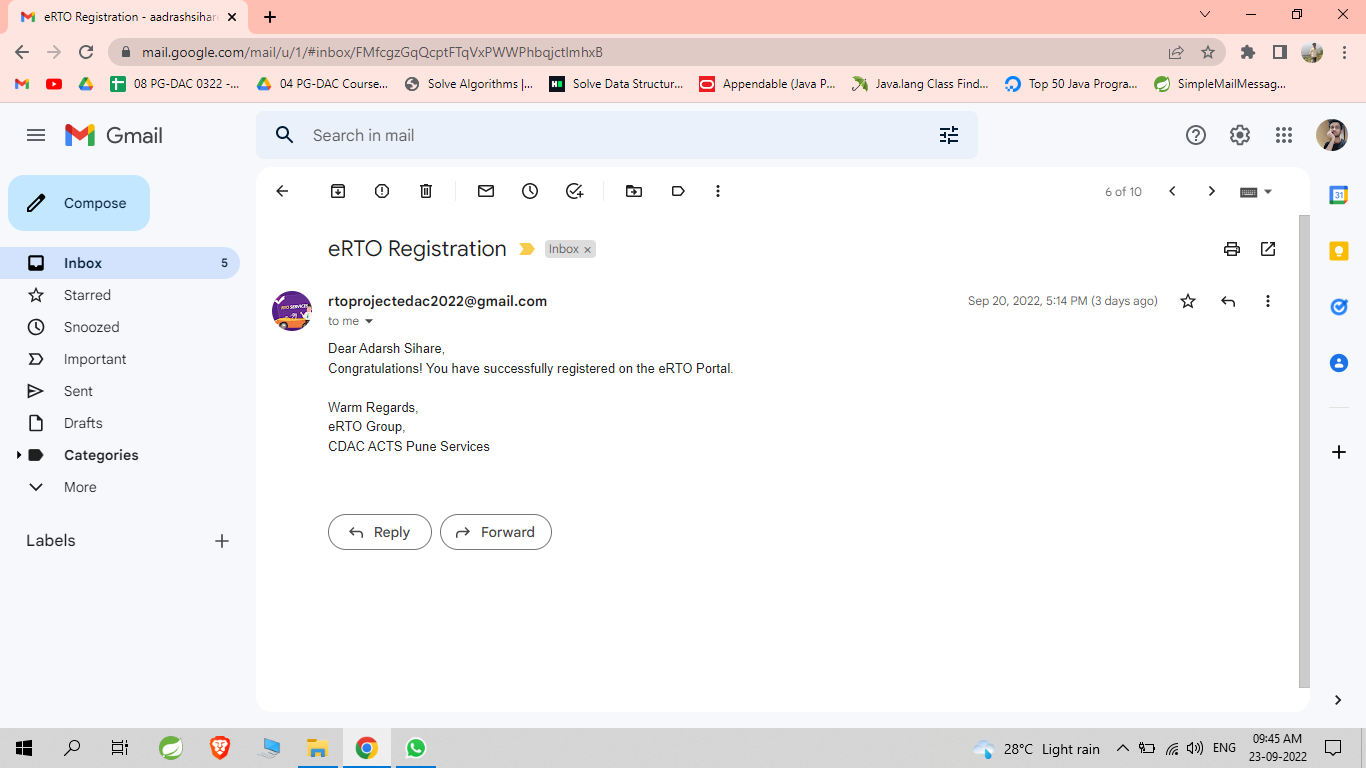 eRTO Registration - aadrashsihar
mail.google.com/mail/u/1/#inbox/FMfcgzGqQcptFTqVxPWWPhbqjctImhxB
08 PG-DAC 0322 -...
04 PG-DAC Course...
Solve Algorithms |...
Solve Data Structur...
Appendable (Java P...
Java.lang Class Find...
Top 50 Java Progra...
SimpleMailMessag...
Gmail
Search in mail
Compose
6 of 10
Inbox 5
Starred
Snoozed
Important
Sent
Drafts
Categories
More
Labels
eRTO Registration
Inbox ×
RTO SERVICES
rtoprojectedac2022@gmail.com
Sep 20, 2022, 5:14 PM (3 days ago)
to me
Dear Adarsh Sihare,
Congratulations! You have successfully registered on the eRTO Portal.
Warm Regards,
eRTO Group,
CDAC ACTS Pune Services
Reply
Forward
31
28°C Light rain
ENG
09:45 AM
23-09-2022